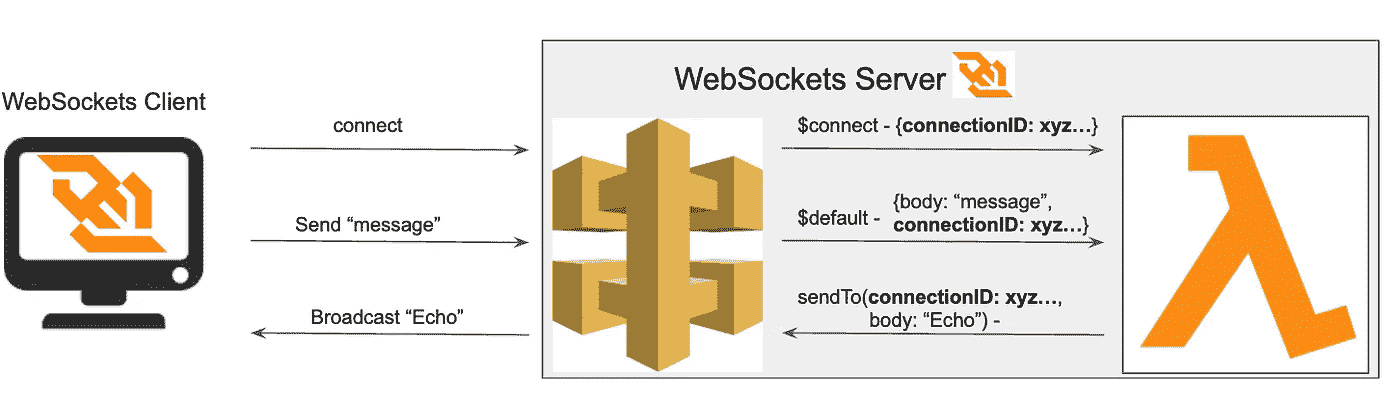 WebSockets Server
WebSockets Client
connect
$connect - {connectionID: xyz…}
Send “message”
$default -
{body: “message”,
connectionID: xyz…}
Broadcast “Echo”
sendTo(connectionID: xyz…,
body: “Echo”) -